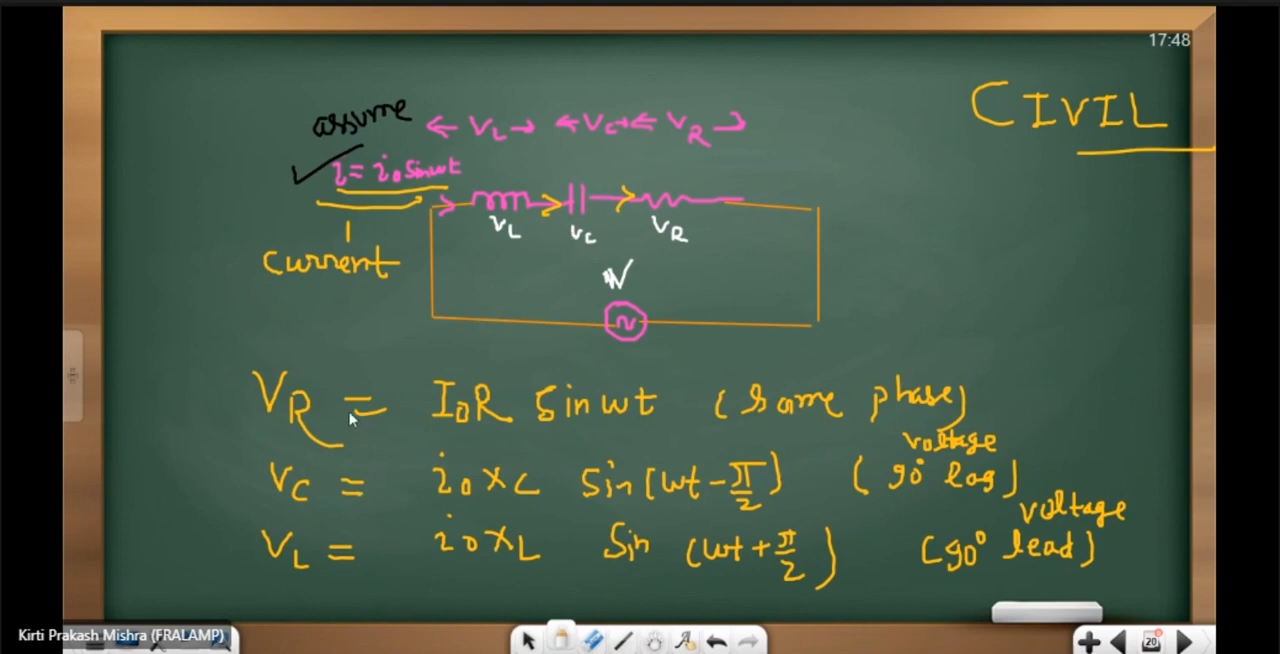 17:48
CIVIL
assume
← VL → ← VC → ← VR →
i = i₀ sinωt
VL VC VR
current
V
VR = I₀R Sinωt (Same phase)
voltage
VC = i₀XC Sin(ωt - π/2) (90° lag)
voltage
VL = i₀XL Sin (ωt + π/2) (90° lead)
Kirti Prakash Mishra (FRALAMP)
20